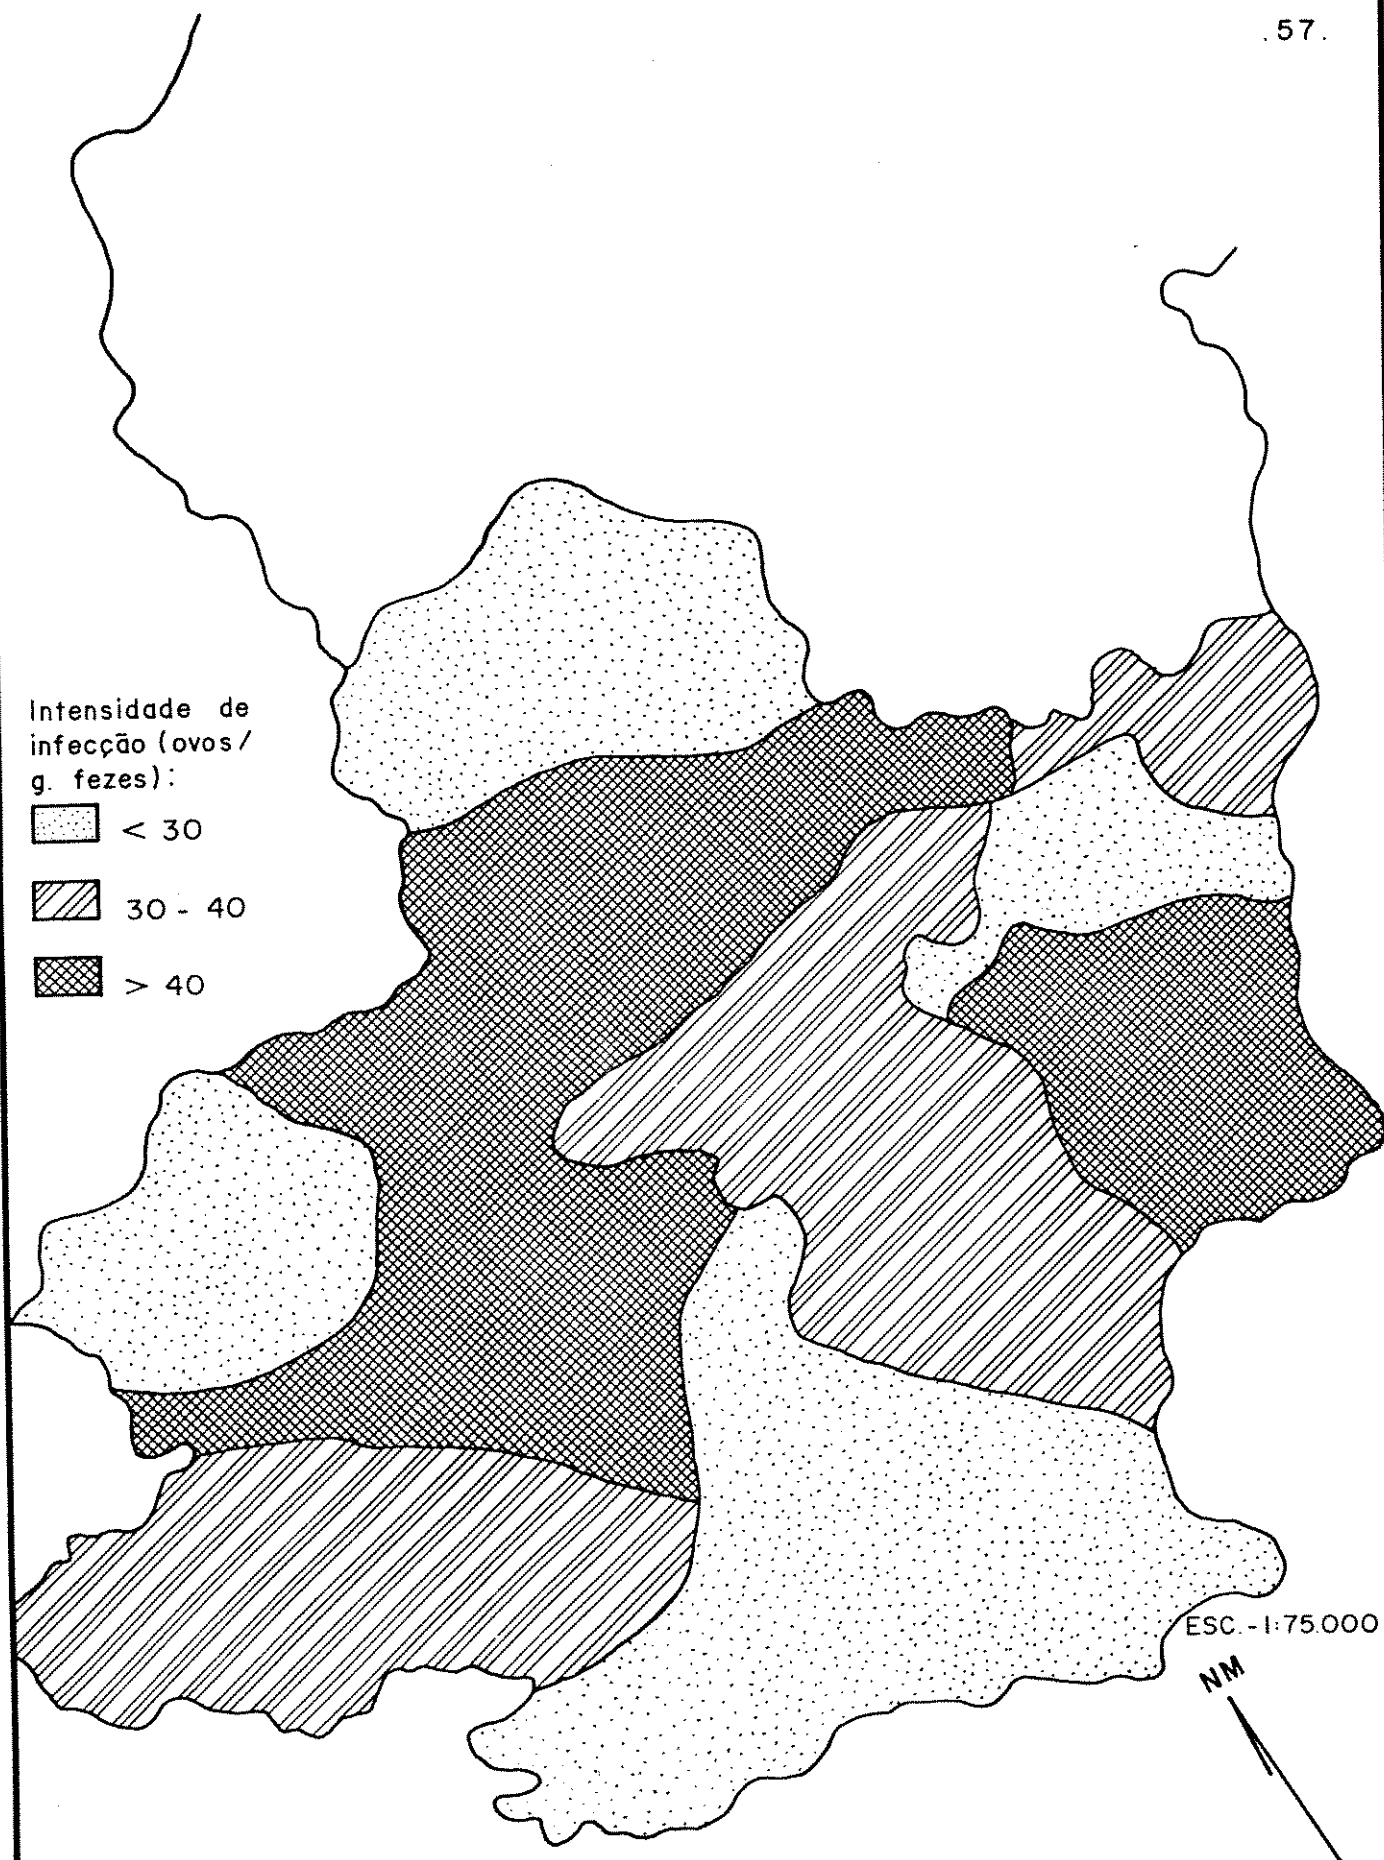 .57.
Intensidade de
infecção (ovos/
g. fezes):
< 30
30 - 40
> 40
ESC.-1:75.000
NM